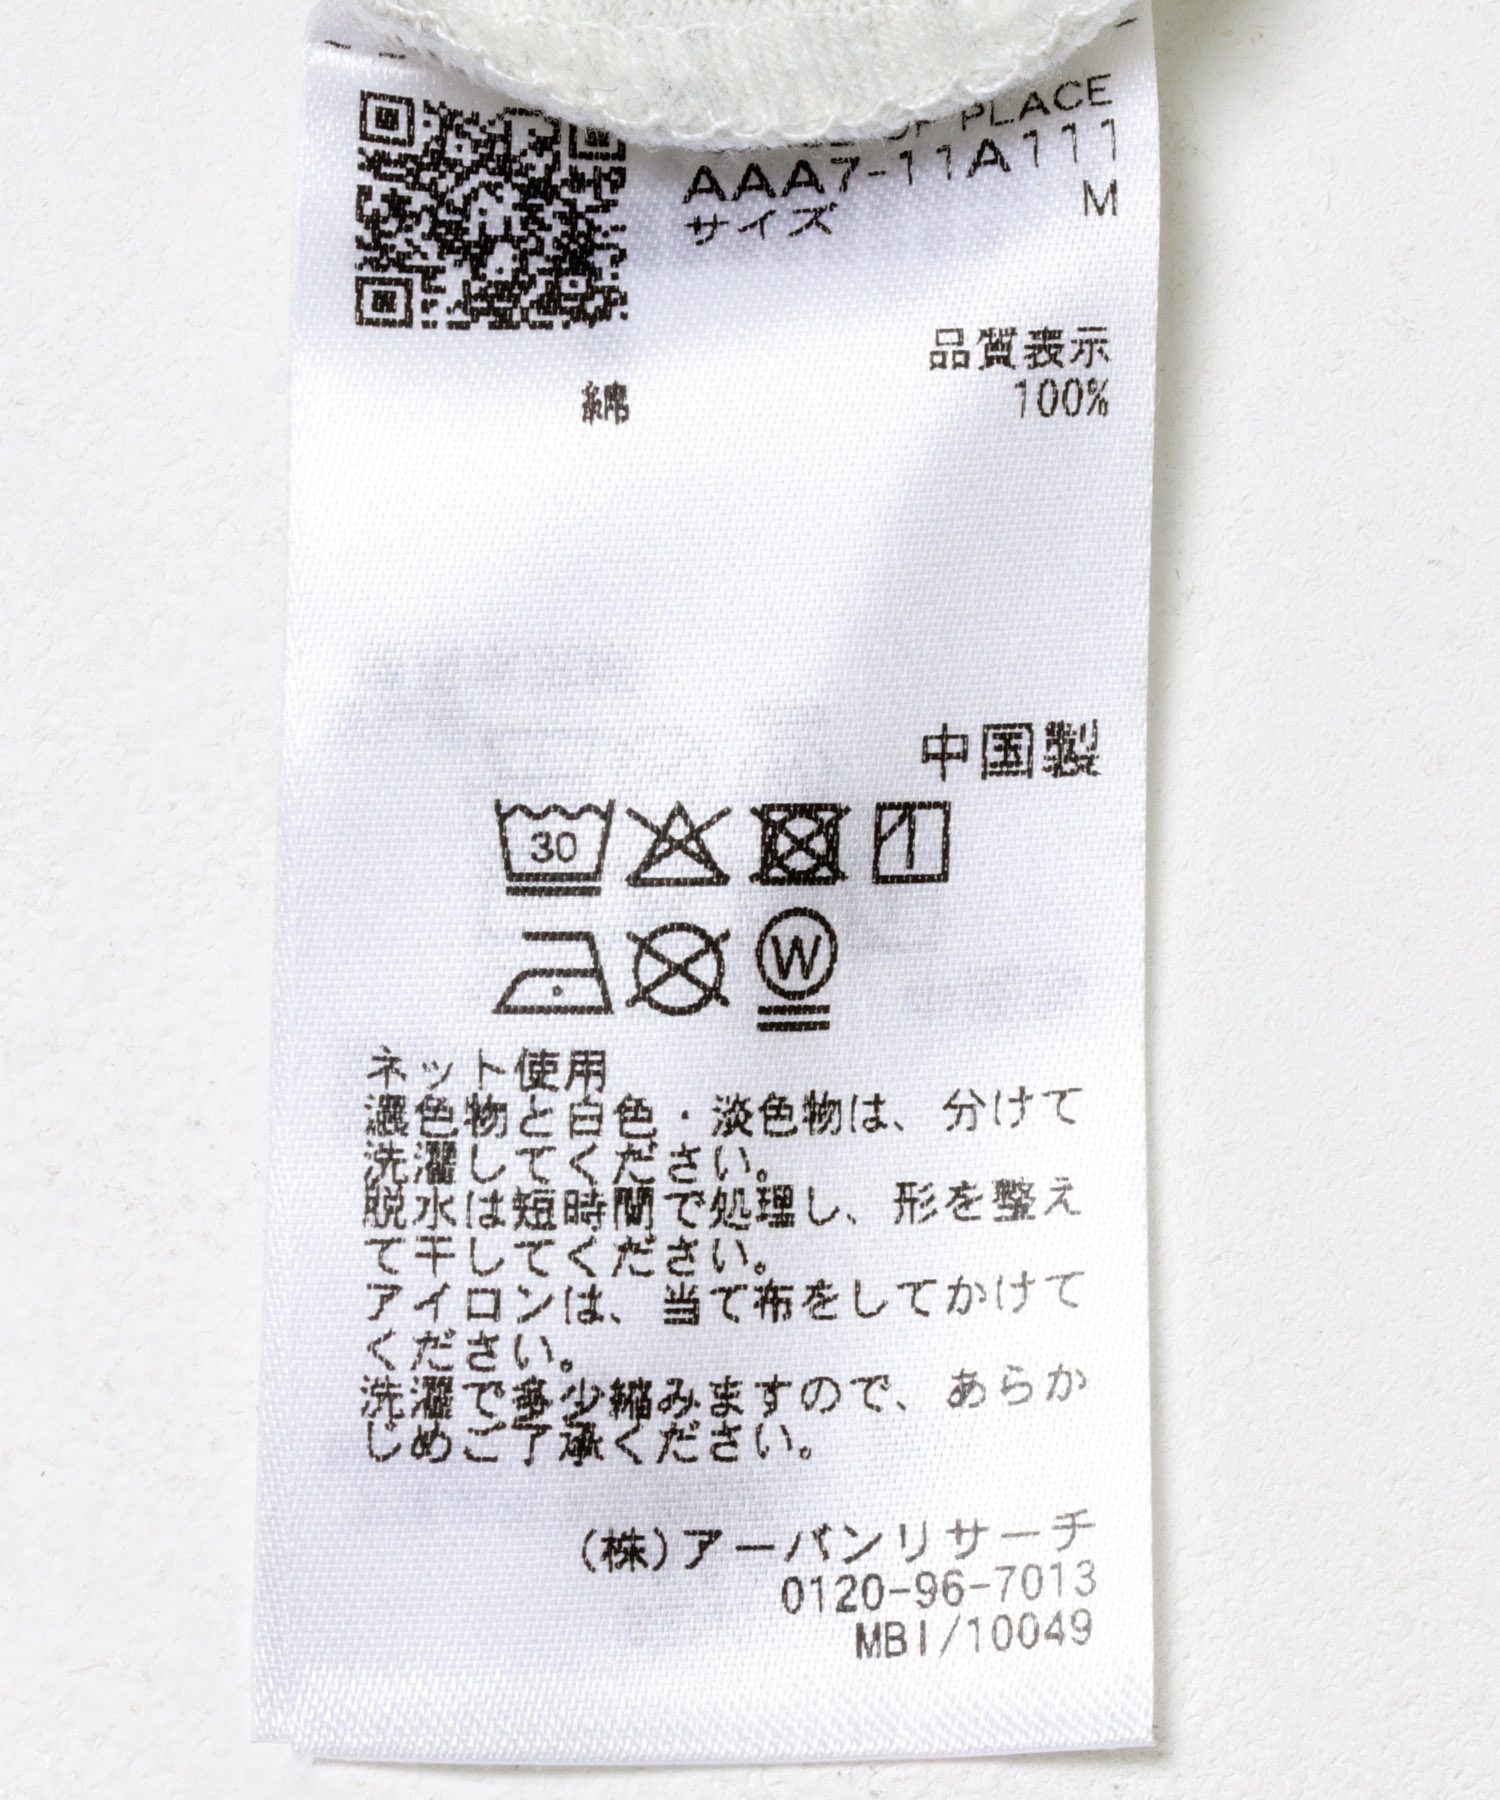 OF PLACE
AAA7-11A111
サイズ M
品質表示
綿 100%
中国製
30
W
ネット使用
濃色物と白色・淡色物は、分けて
洗濯してください。
脱水は短時間で処理し、形を整え
て干してください。
アイロンは、当て布をしてかけて
ください。
洗濯で多少縮みますので、あらか
じめご了承ください。
(株)アーバンリサーチ
0120-96-7013
MBI/10049